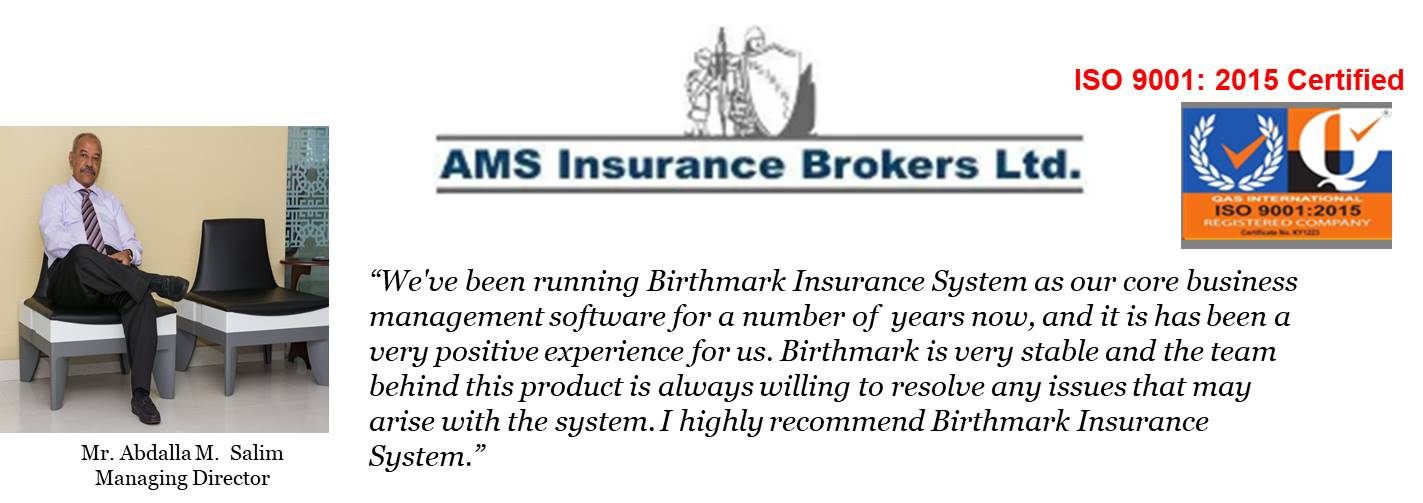 ISO 9001: 2015 Certified
AMS Insurance Brokers Ltd.
QAS INTERNATIONAL
ISO 9001:2015
REGISTERED COMPANY
Certificate No. KY1223
“We've been running Birthmark Insurance System as our core business
management software for a number of years now, and it is has been a
very positive experience for us. Birthmark is very stable and the team
behind this product is always willing to resolve any issues that may
arise with the system. I highly recommend Birthmark Insurance
System.”
Mr. Abdalla M. Salim
Managing Director